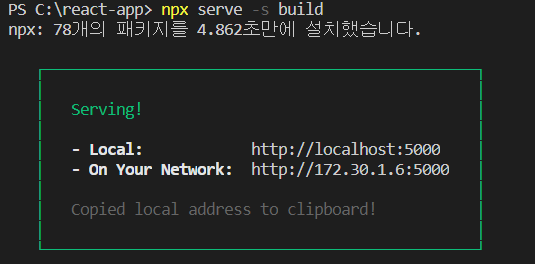 PS C:\react-app> npx serve -s build
npx: 78개의 패키지를 4.862초만에 설치했습니다.
Serving!
- Local: http://localhost:5000
- On Your Network: http://172.30.1.6:5000
Copied local address to clipboard!